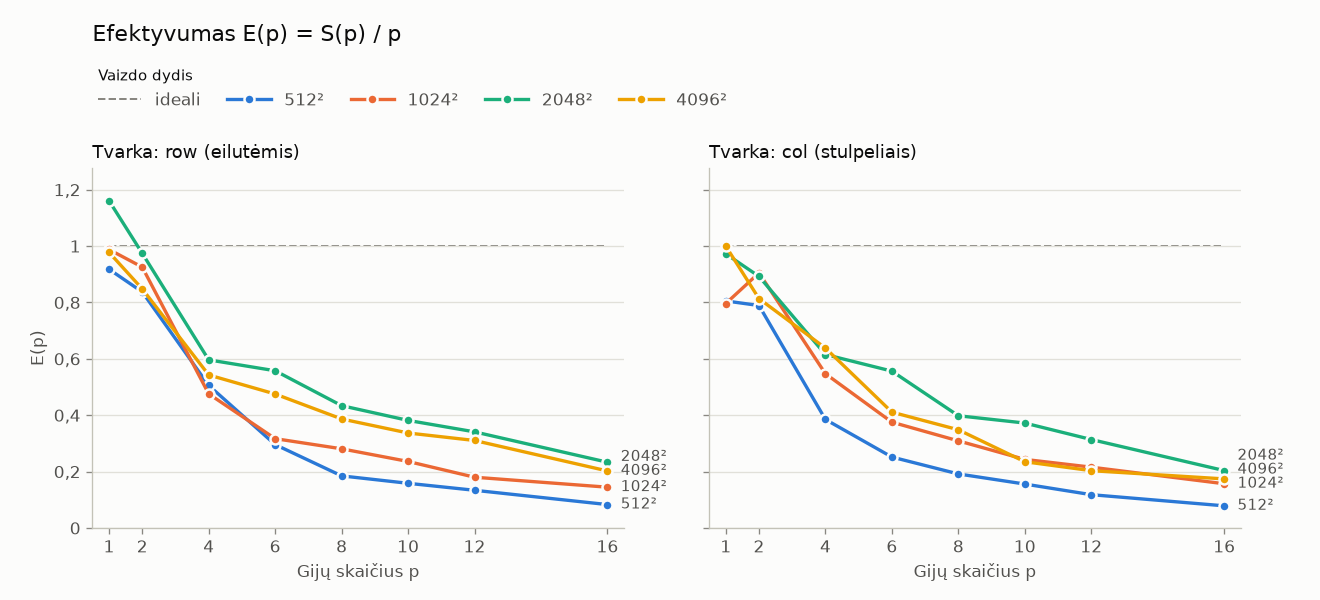 Efektyvumas E(p) = S(p) / p
Vaizdo dydis
ideali 512² 1024² 2048² 4096²
Tvarka: row (eilutėmis)
Tvarka: col (stulpeliais)
E(p)
1,2
1
0,8
0,6
0,4
0,2
0
2048²
4096²
1024²
512²
2048²
4096²
1024²
512²
1 2 4 6 8 10 12 16
1 2 4 6 8 10 12 16
Gijų skaičius p
Gijų skaičius p